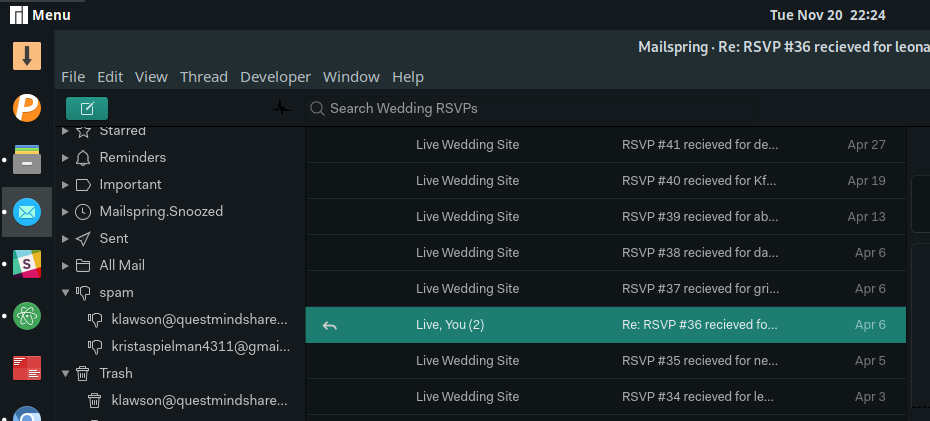 Menu
Tue Nov 20 22:24
Mailspring · Re: RSVP #36 recieved for leona
File Edit View Thread Developer Window Help
Search Wedding RSVPs
Starred
Reminders
Important
Mailspring.Snoozed
Sent
All Mail
spam
klawson@questmindshare...
kristaspielman4311@gmai...
Trash
klawson@questmindshare...
Live Wedding Site RSVP #41 recieved for de... Apr 27
Live Wedding Site RSVP #40 recieved for Kf... Apr 19
Live Wedding Site RSVP #39 recieved for ab... Apr 13
Live Wedding Site RSVP #38 recieved for da... Apr 6
Live Wedding Site RSVP #37 recieved for gri... Apr 6
Live, You (2) Re: RSVP #36 recieved fo... Apr 6
Live Wedding Site RSVP #35 recieved for ne... Apr 5
Live Wedding Site RSVP #34 recieved for le... Apr 3